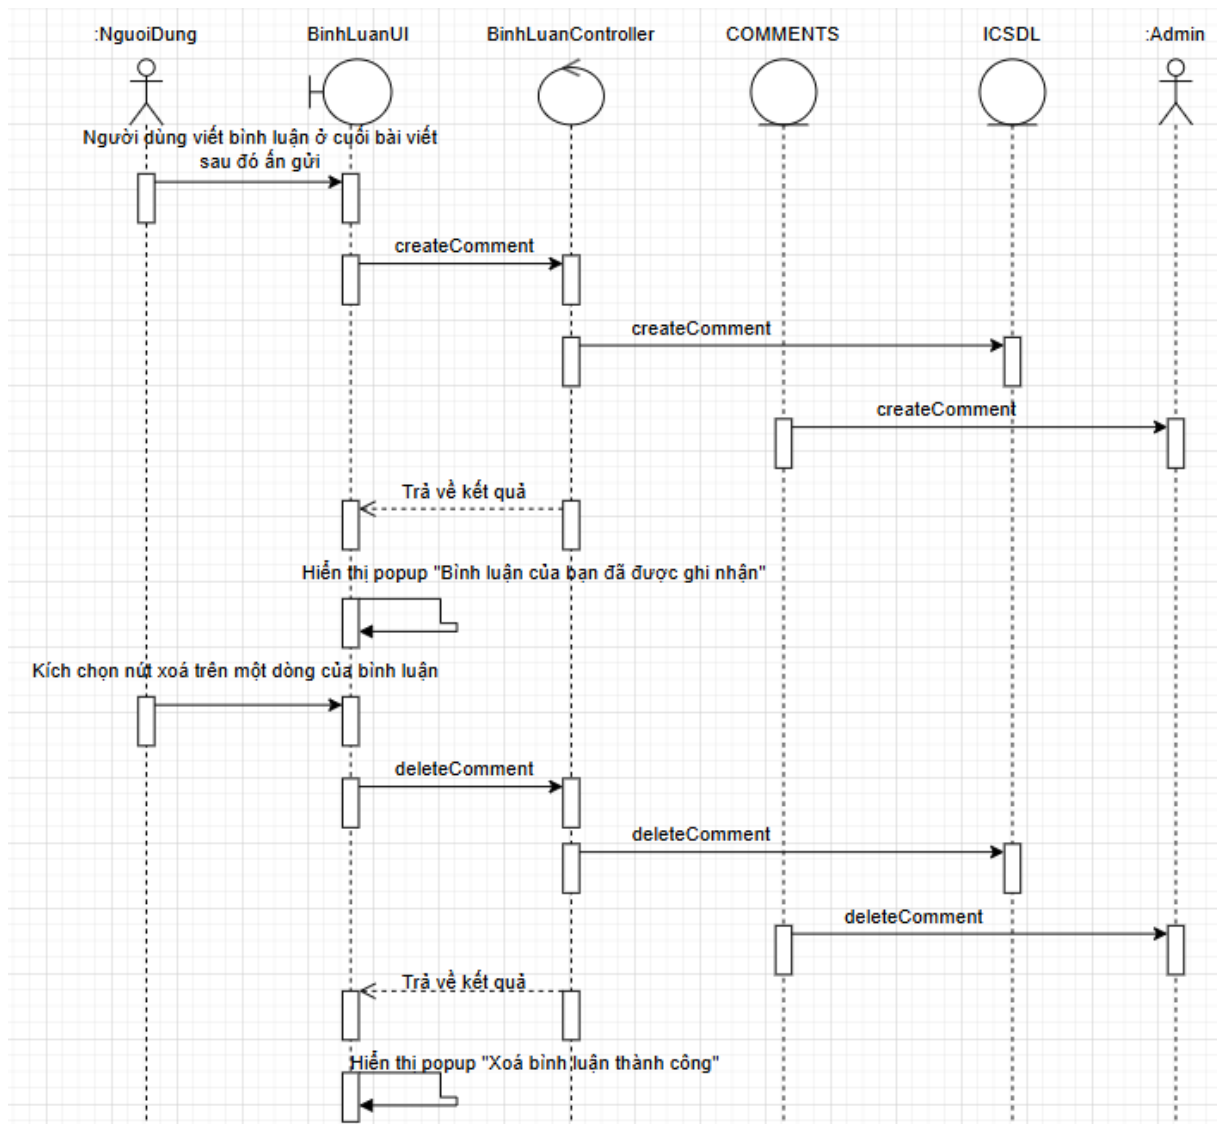 :NguoiDung
BinhLuanUI
BinhLuanController
COMMENTS
ICSDL
:Admin
Người dùng viết bình luận ở cuối bài viết
sau đó ấn gửi
createComment
createComment
createComment
Trả về kết quả
Hiển thị popup "Bình luận của bạn đã được ghi nhận"
Kích chọn nút xoá trên một dòng của bình luận
deleteComment
deleteComment
deleteComment
Trả về kết quả
Hiển thị popup "Xoá bình luận thành công"